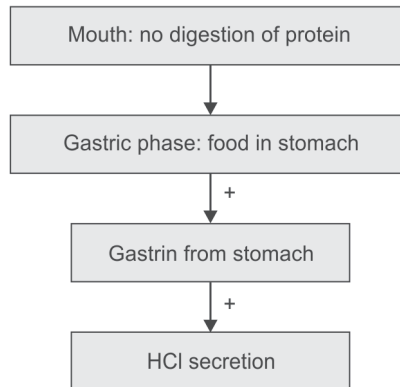 Mouth: no digestion of protein
Gastric phase: food in stomach
+
Gastrin from stomach
+
HCl secretion